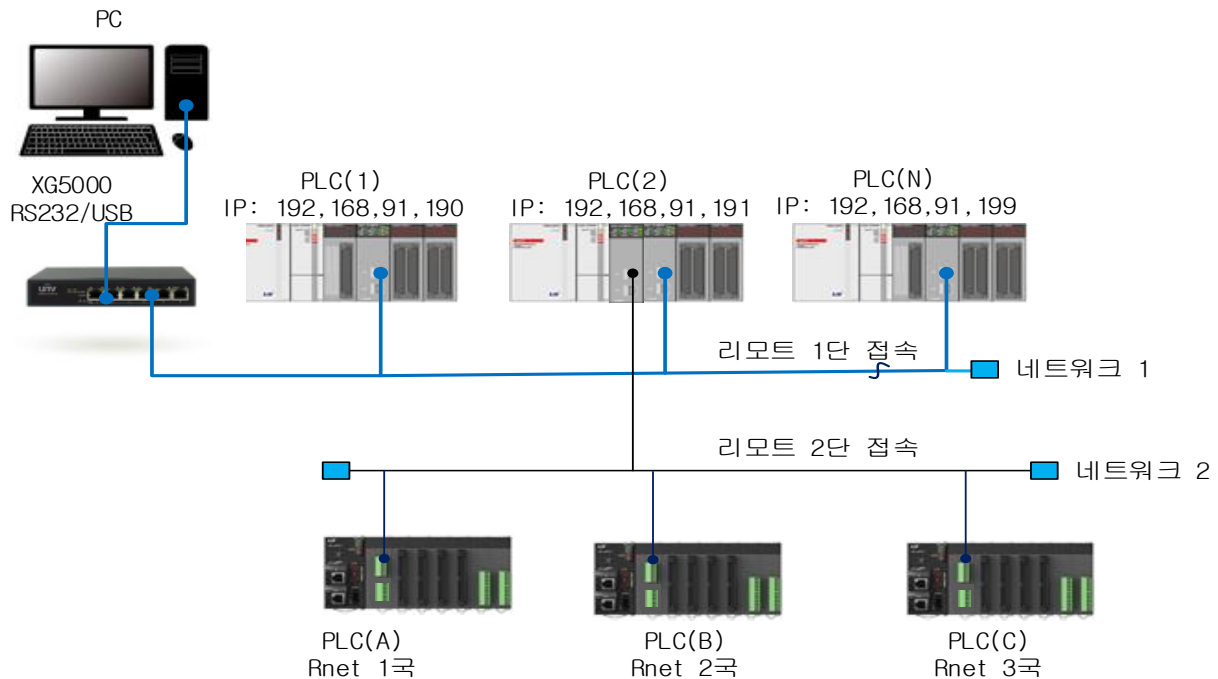 PC
XG5000
RS232/USB
PLC(1)
IP: 192,168,91,190
PLC(2)
IP: 192,168,91,191
PLC(N)
IP: 192,168,91,199
리모트 1단 접속
네트워크 1
리모트 2단 접속
네트워크 2
PLC(A)
Rnet 1국
PLC(B)
Rnet 2국
PLC(C)
Rnet 3국